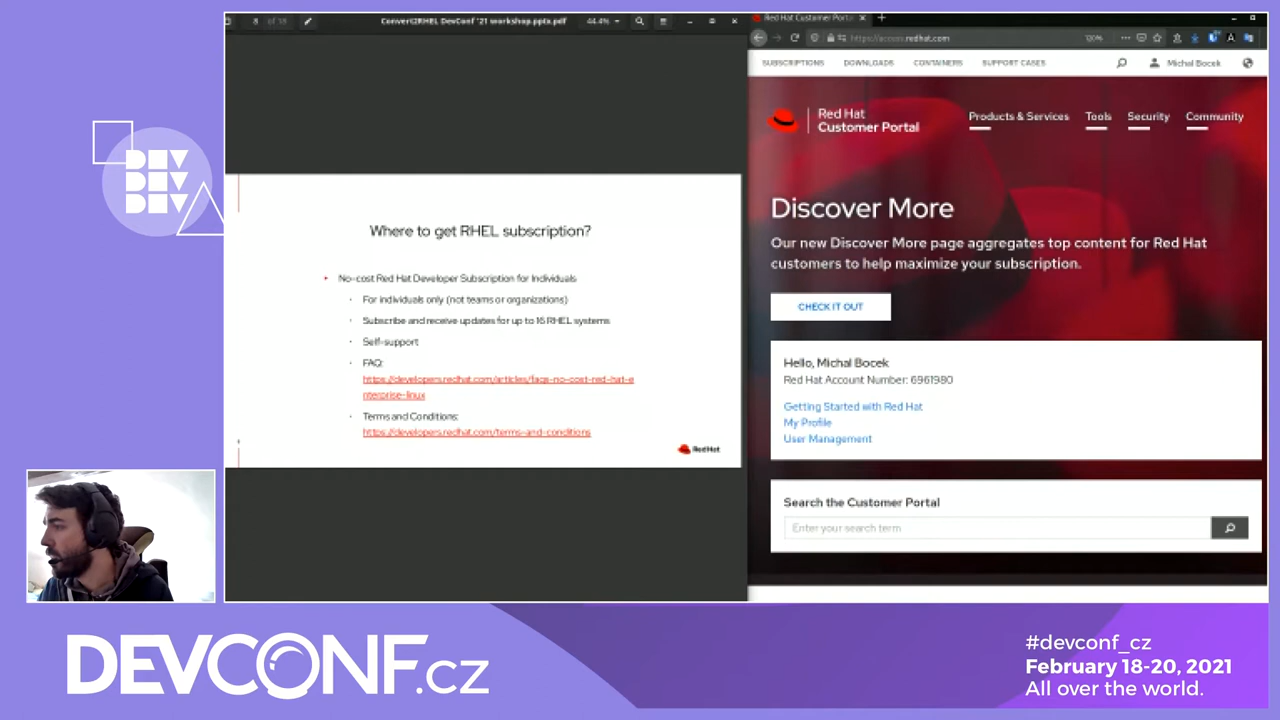 8 of 18
Convert2RHEL DevConf '21 workshop.pptx.pdf
44.4%
Red Hat Customer Porta
https://access.redhat.com
120%
SUBSCRIPTIONS DOWNLOADS CONTAINERS SUPPORT CASES
Michal Bocek
Red Hat
Customer Portal
Products & Services Tools Security Community
DEV
DEV
DEV
Where to get RHEL subscription?
No-cost Red Hat Developer Subscription for Individuals
For individuals only (not teams or organizations)
Subscribe and receive updates for up to 16 RHEL systems
Self-support
FAQ:
https://developers.redhat.com/articles/faqs-no-cost-red-hat-e
nterprise-linux
Terms and Conditions:
https://developers.redhat.com/terms-and-conditions
Red Hat
Discover More
Our new Discover More page aggregates top content for Red Hat
customers to help maximize your subscription.
CHECK IT OUT
Hello, Michal Bocek
Red Hat Account Number: 6961980
Getting Started with Red Hat
My Profile
User Management
Search the Customer Portal
Enter your search term
DEVCONF.cz
#devconf_cz
February 18-20, 2021
All over the world.